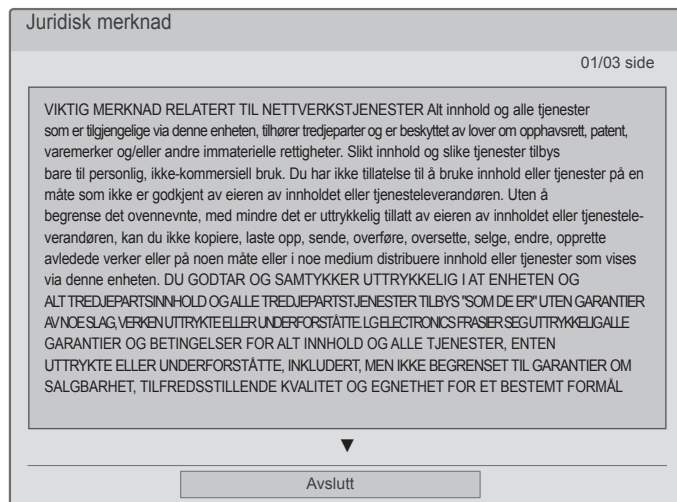 Juridisk merknad
01/03 side
VIKTIG MERKNAD RELATERT TIL NETTVERKSTJENESTER Alt innhold og alle tjenester
som er tilgjengelige via denne enheten, tilhører tredjeparter og er beskyttet av lover om opphavsrett, patent,
varemerker og/eller andre immaterielle rettigheter. Slikt innhold og slike tjenester tilbys
bare til personlig, ikke-kommersiell bruk. Du har ikke tillatelse til å bruke innhold eller tjenester på en
måte som ikke er godkjent av eieren av innholdet eller tjenesteleverandøren. Uten å
begrense det ovennevnte, med mindre det er uttrykkelig tillatt av eieren av innholdet eller tjenestele-
verandøren, kan du ikke kopiere, laste opp, sende, overføre, oversette, selge, endre, opprette
avledede verker eller på noen måte eller i noe medium distribuere innhold eller tjenester som vises
via denne enheten. DU GODTAR OG SAMTYKKER UTTRYKKELIG I AT ENHETEN OG
ALT TREDJEPARTSINNHOLD OG ALLE TREDJEPARTSTJENESTER TILBYS "SOM DE ER" UTEN GARANTIER
AV NOE SLAG, VERKEN UTTRYKTE ELLER UNDERFORSTÅTTE. LG ELECTRONICS FRASIER SEG UTTRYKKELIG ALLE
GARANTIER OG BETINGELSER FOR ALT INNHOLD OG ALLE TJENESTER, ENTEN
UTTRYKTE ELLER UNDERFORSTÅTTE, INKLUDERT, MEN IKKE BEGRENSET TIL GARANTIER OM
SALGBARHET, TILFREDSSTILLENDE KVALITET OG EGNETHET FOR ET BESTEMT FORMÅL
▼
Avslutt